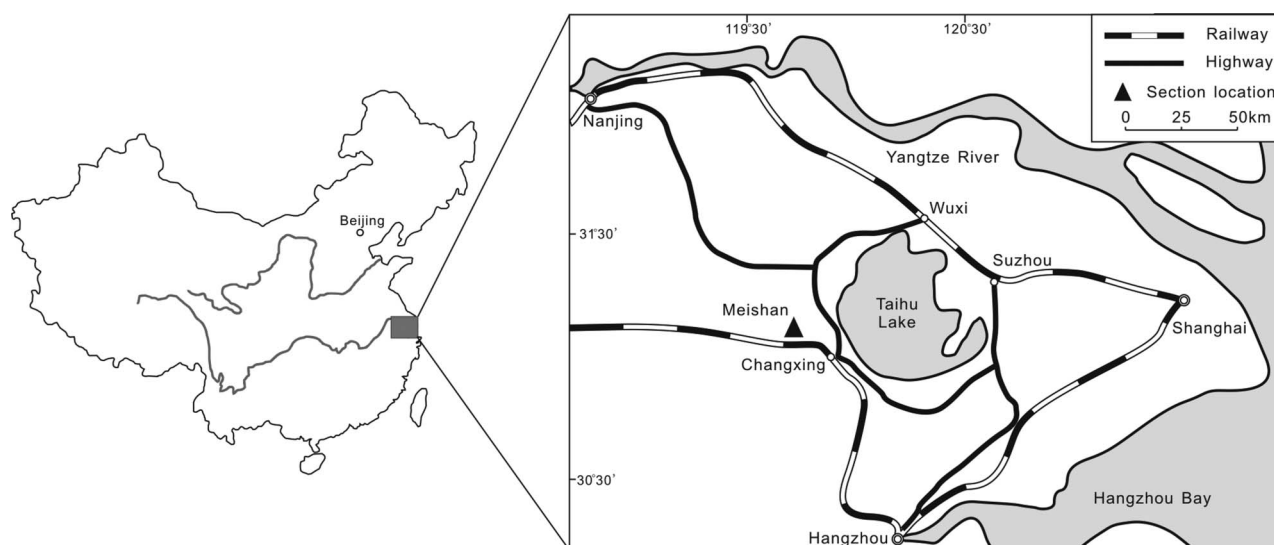 119°30'
120°30'
Railway
Highway
Section location
0 25 50km
Nanjing
Yangtze River
Beijing
Wuxi
31°30'
Suzhou
Meishan
Taihu
Lake
Shanghai
Changxing
30°30'
Hangzhou Bay
Hangzhou